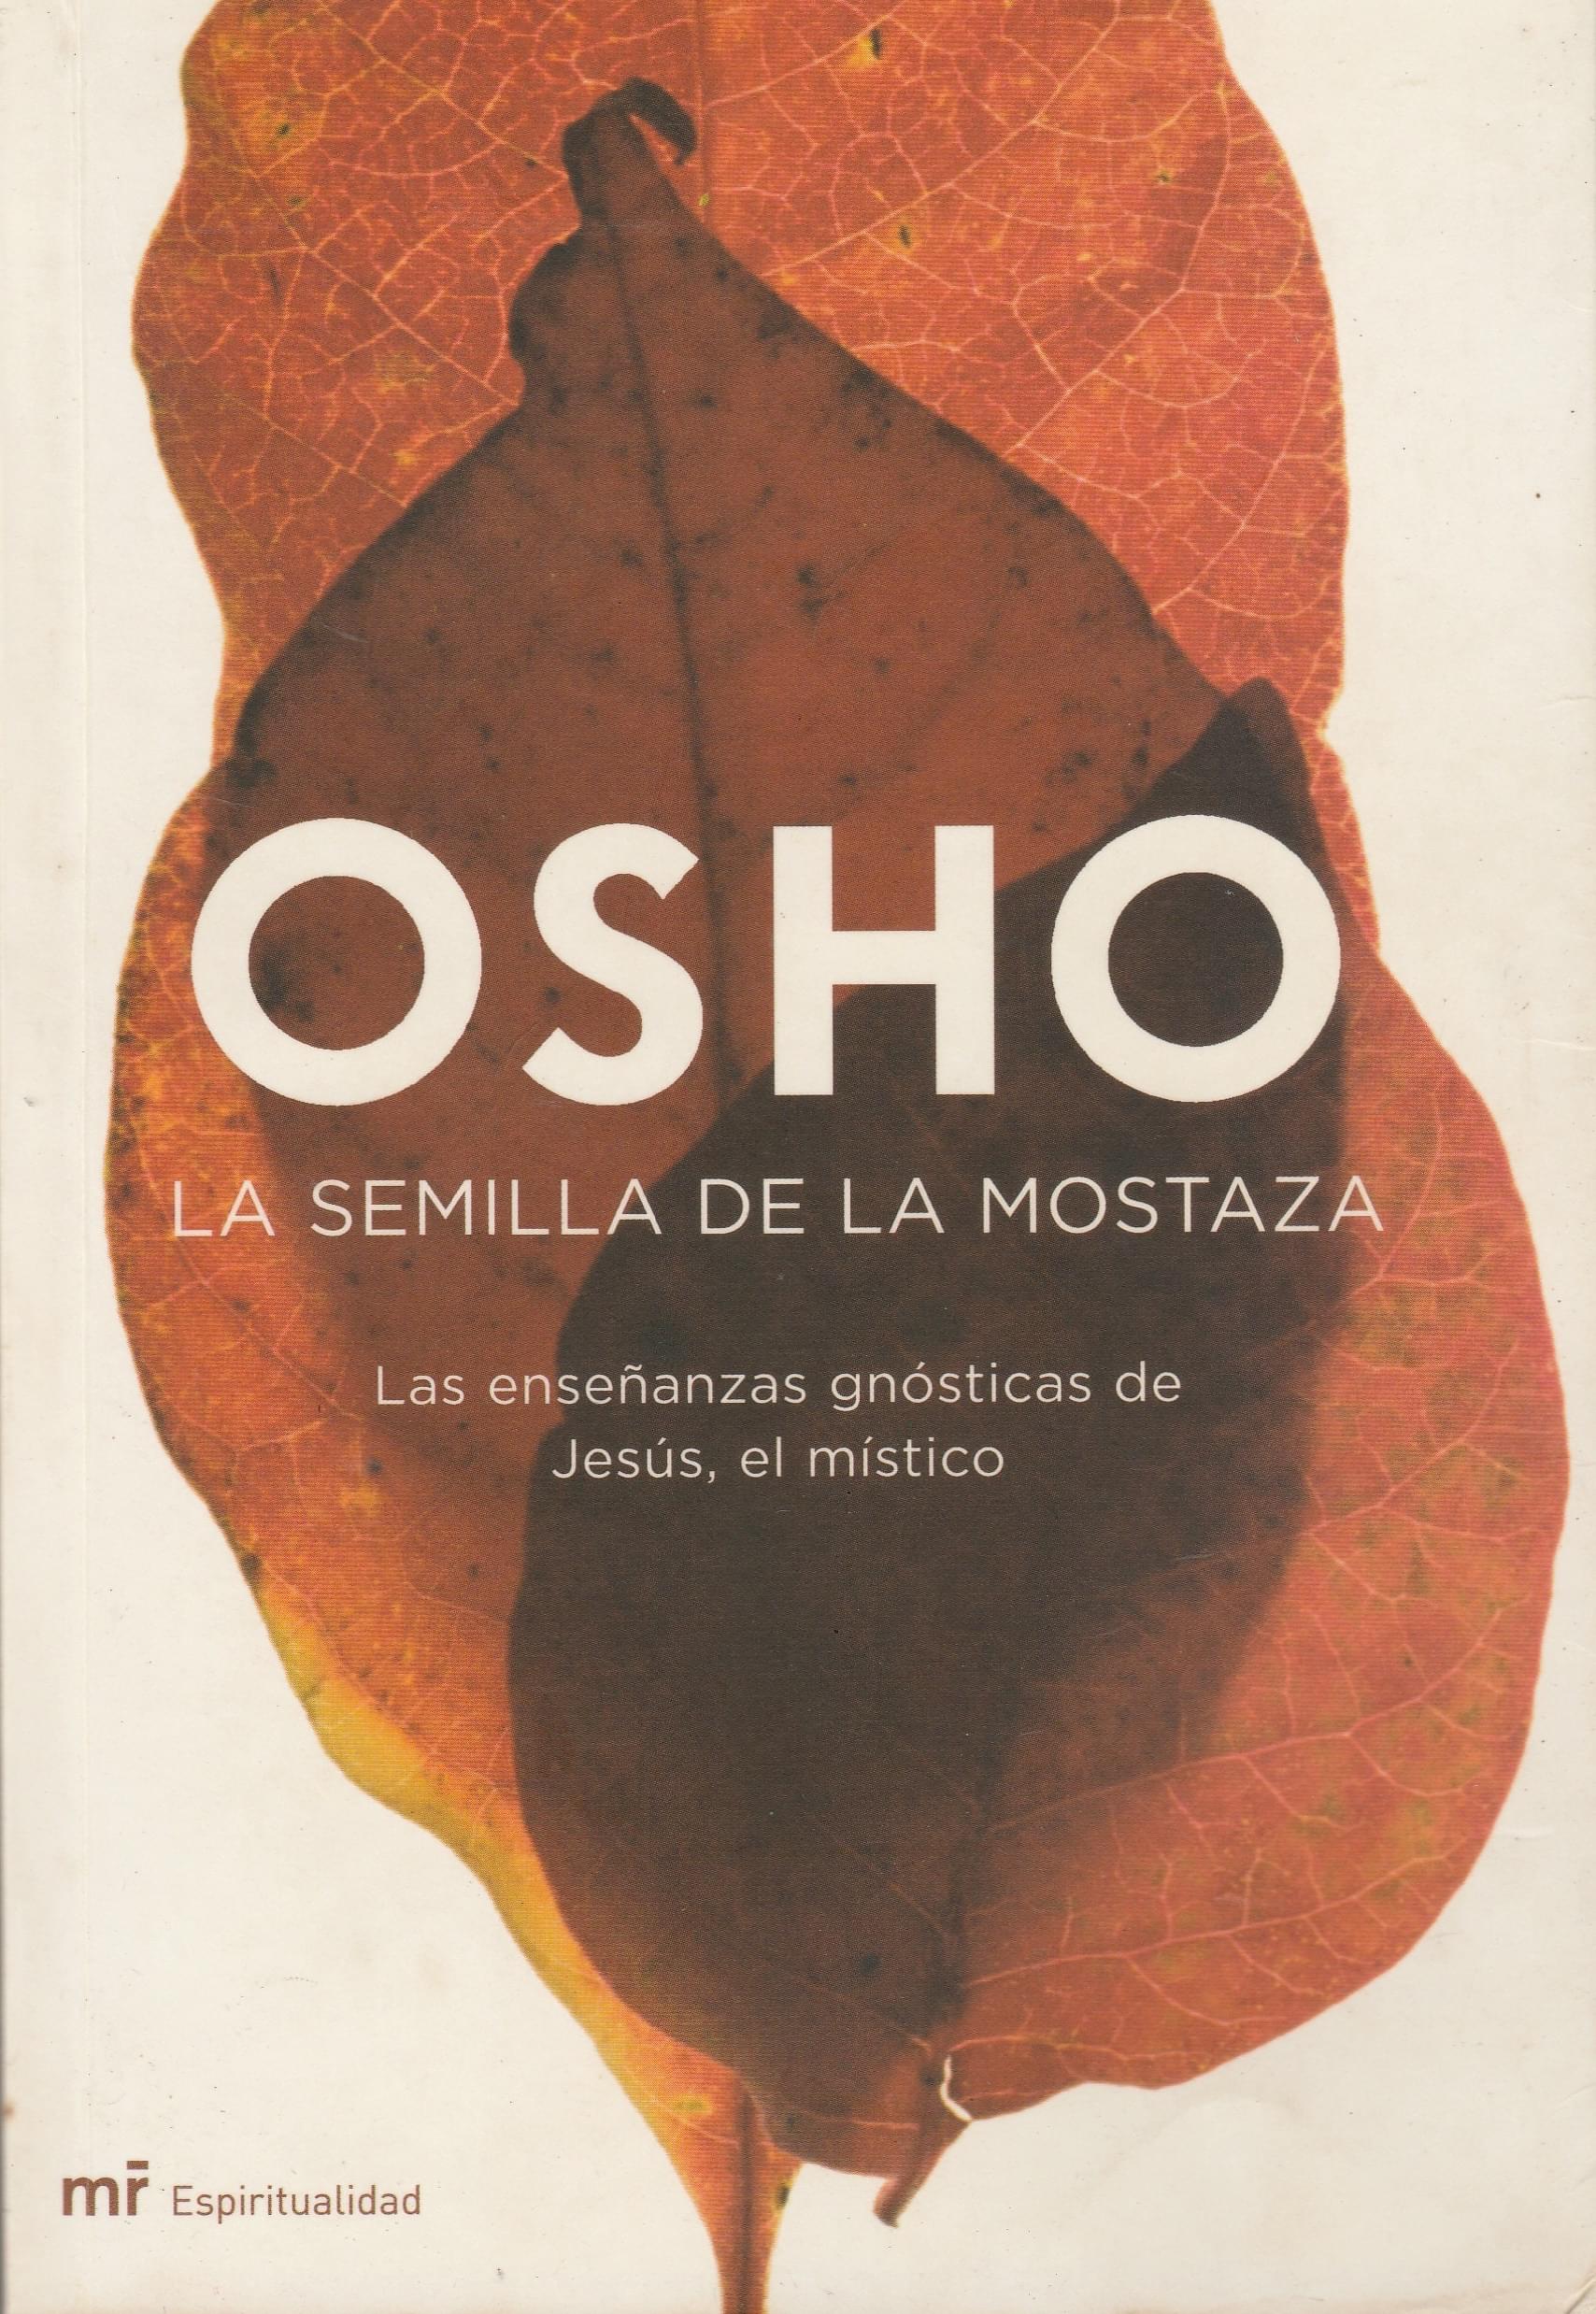 OSHO
LA SEMILLA DE LA MOSTAZA
Las enseñanzas gnósticas de
Jesús, el místico
mr̄ Espiritualidad